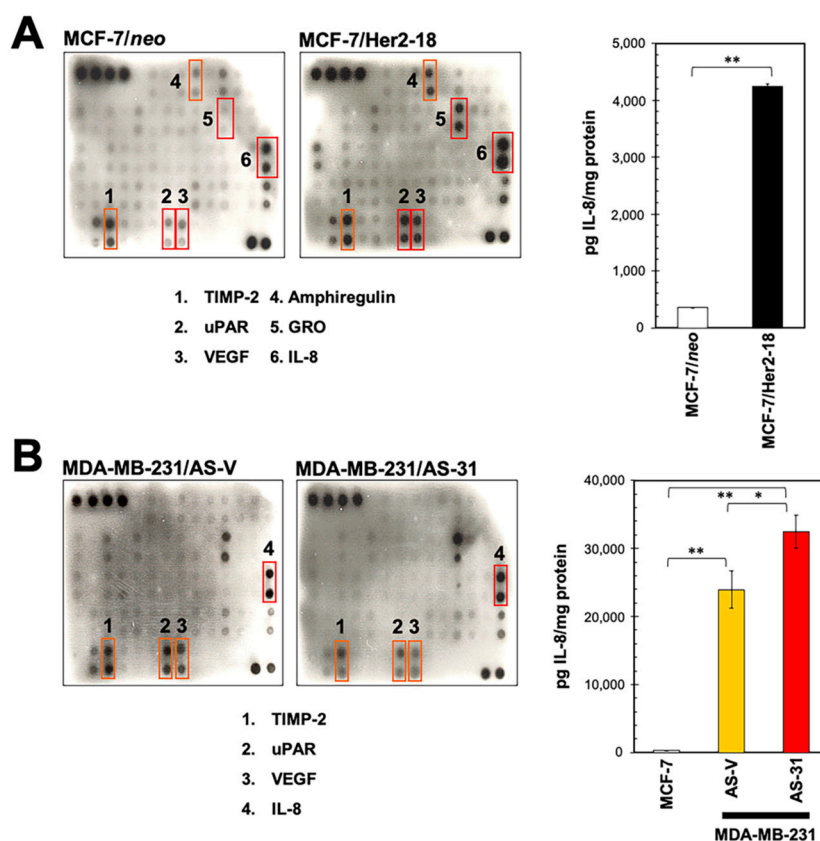 A
MCF-7/neo
MCF-7/Her2-18
4
5
6
1
2 3
4
5
6
1
2 3
1. TIMP-2 4. Amphiregulin
2. uPAR 5. GRO
3. VEGF 6. IL-8
pg IL-8/mg protein
5,000
4,000
3,000
2,000
1,000
0
**
MCF-7/neo
MCF-7/Her2-18
B
MDA-MB-231/AS-V
MDA-MB-231/AS-31
4
1
2 3
4
1
2 3
1. TIMP-2
2. uPAR
3. VEGF
4. IL-8
pg IL-8/mg protein
40,000
30,000
20,000
10,000
0
** *
**
MCF-7
AS-V
AS-31
MDA-MB-231